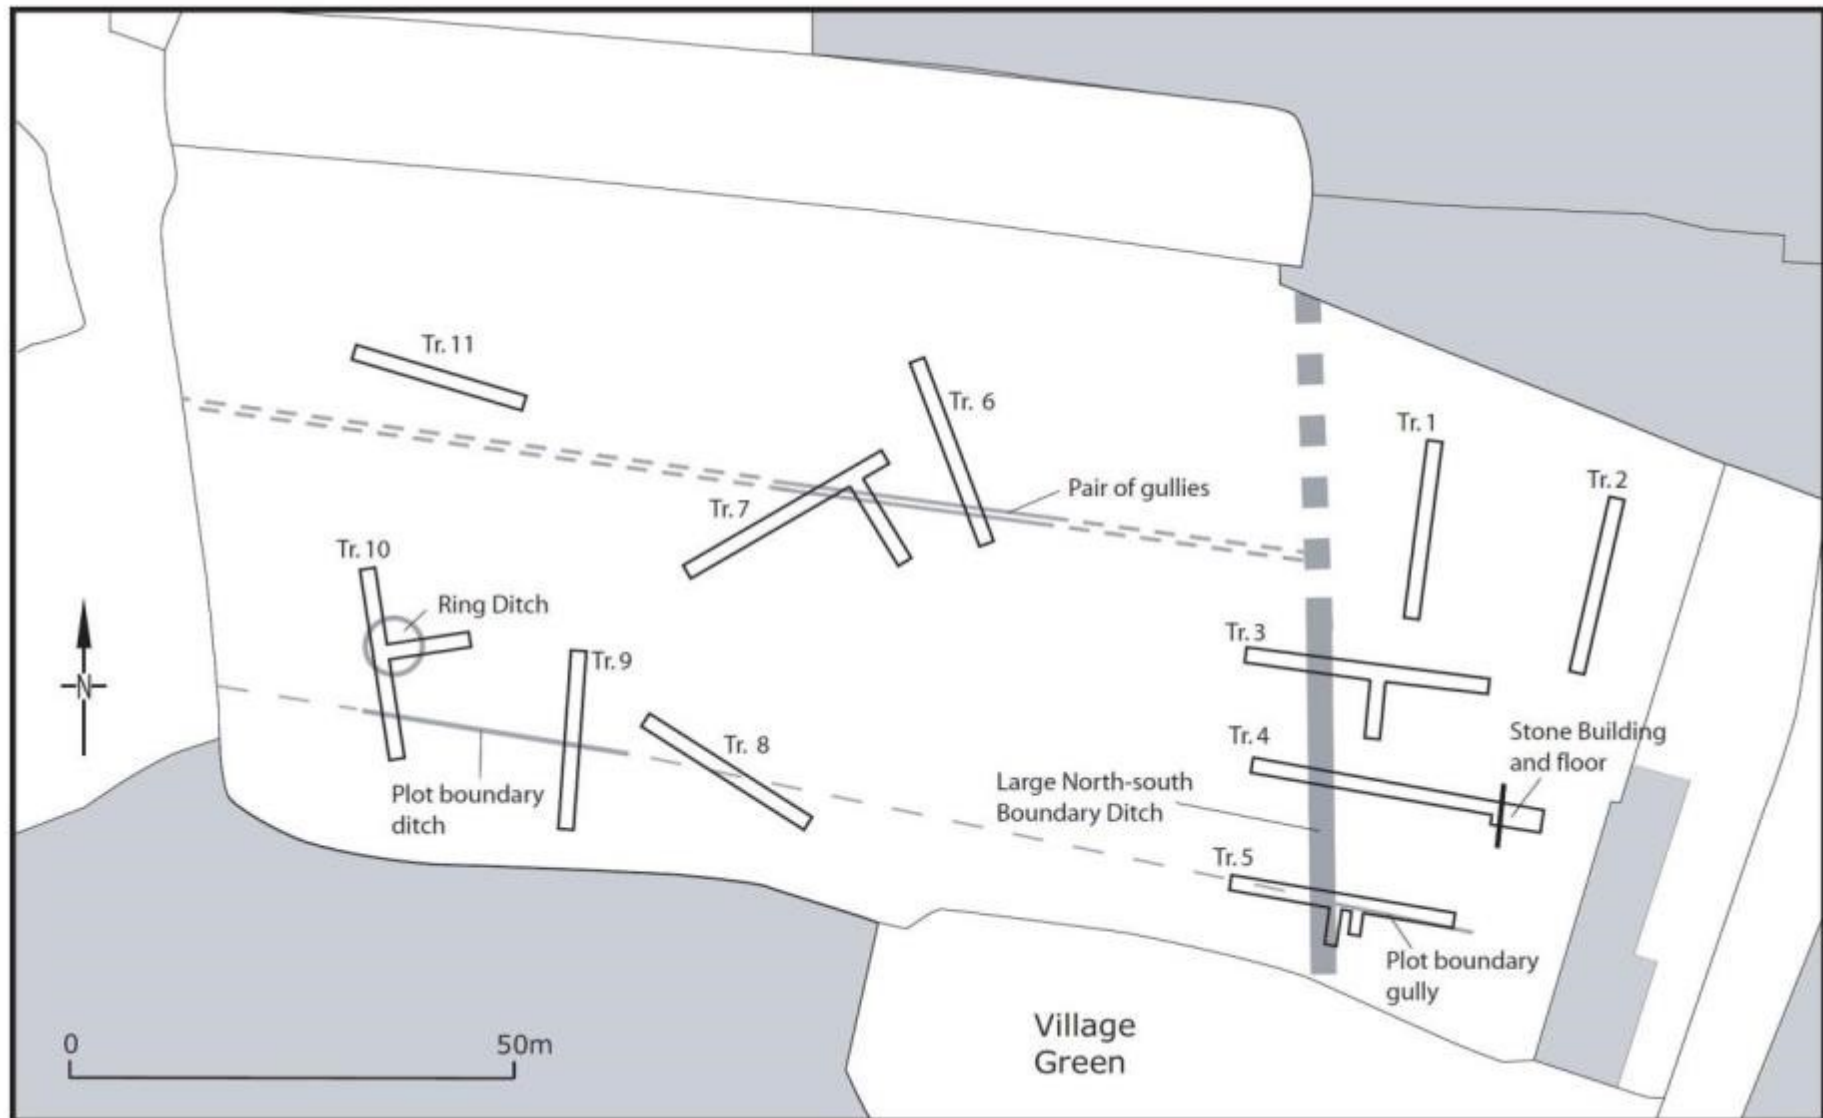 Tr. 11
Tr. 6
Tr. 1
Tr. 2
Pair of gullies
Tr. 7
Tr. 10
Ring Ditch
N
Tr. 3
Tr. 9
Tr. 8
Tr. 4
Stone Building
and floor
Plot boundary
ditch
Large North-south
Boundary Ditch
Tr. 5
Plot boundary
gully
Village
Green
0
50m